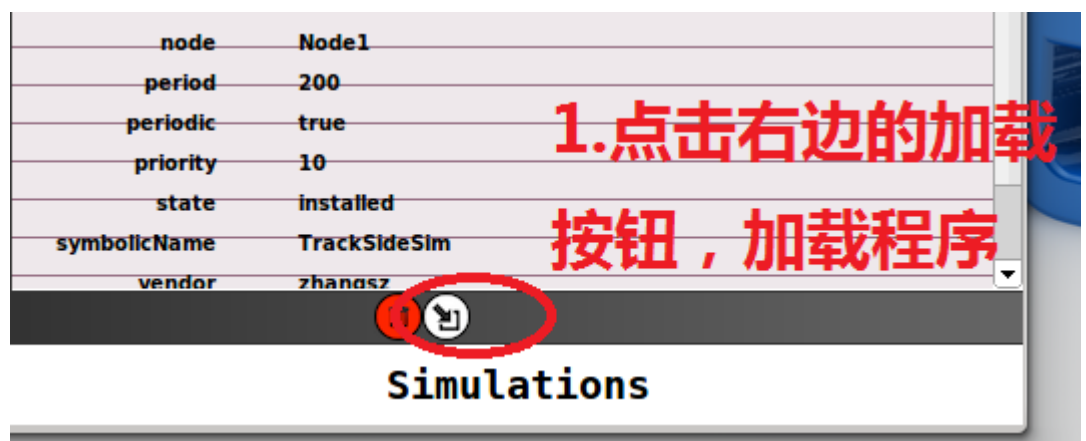 node Node1
period 200
periodic true
priority 10
state installed
symbolicName TrackSideSim
vendor zhangsz
1.点击右边的加载
按钮，加载程序
Simulations